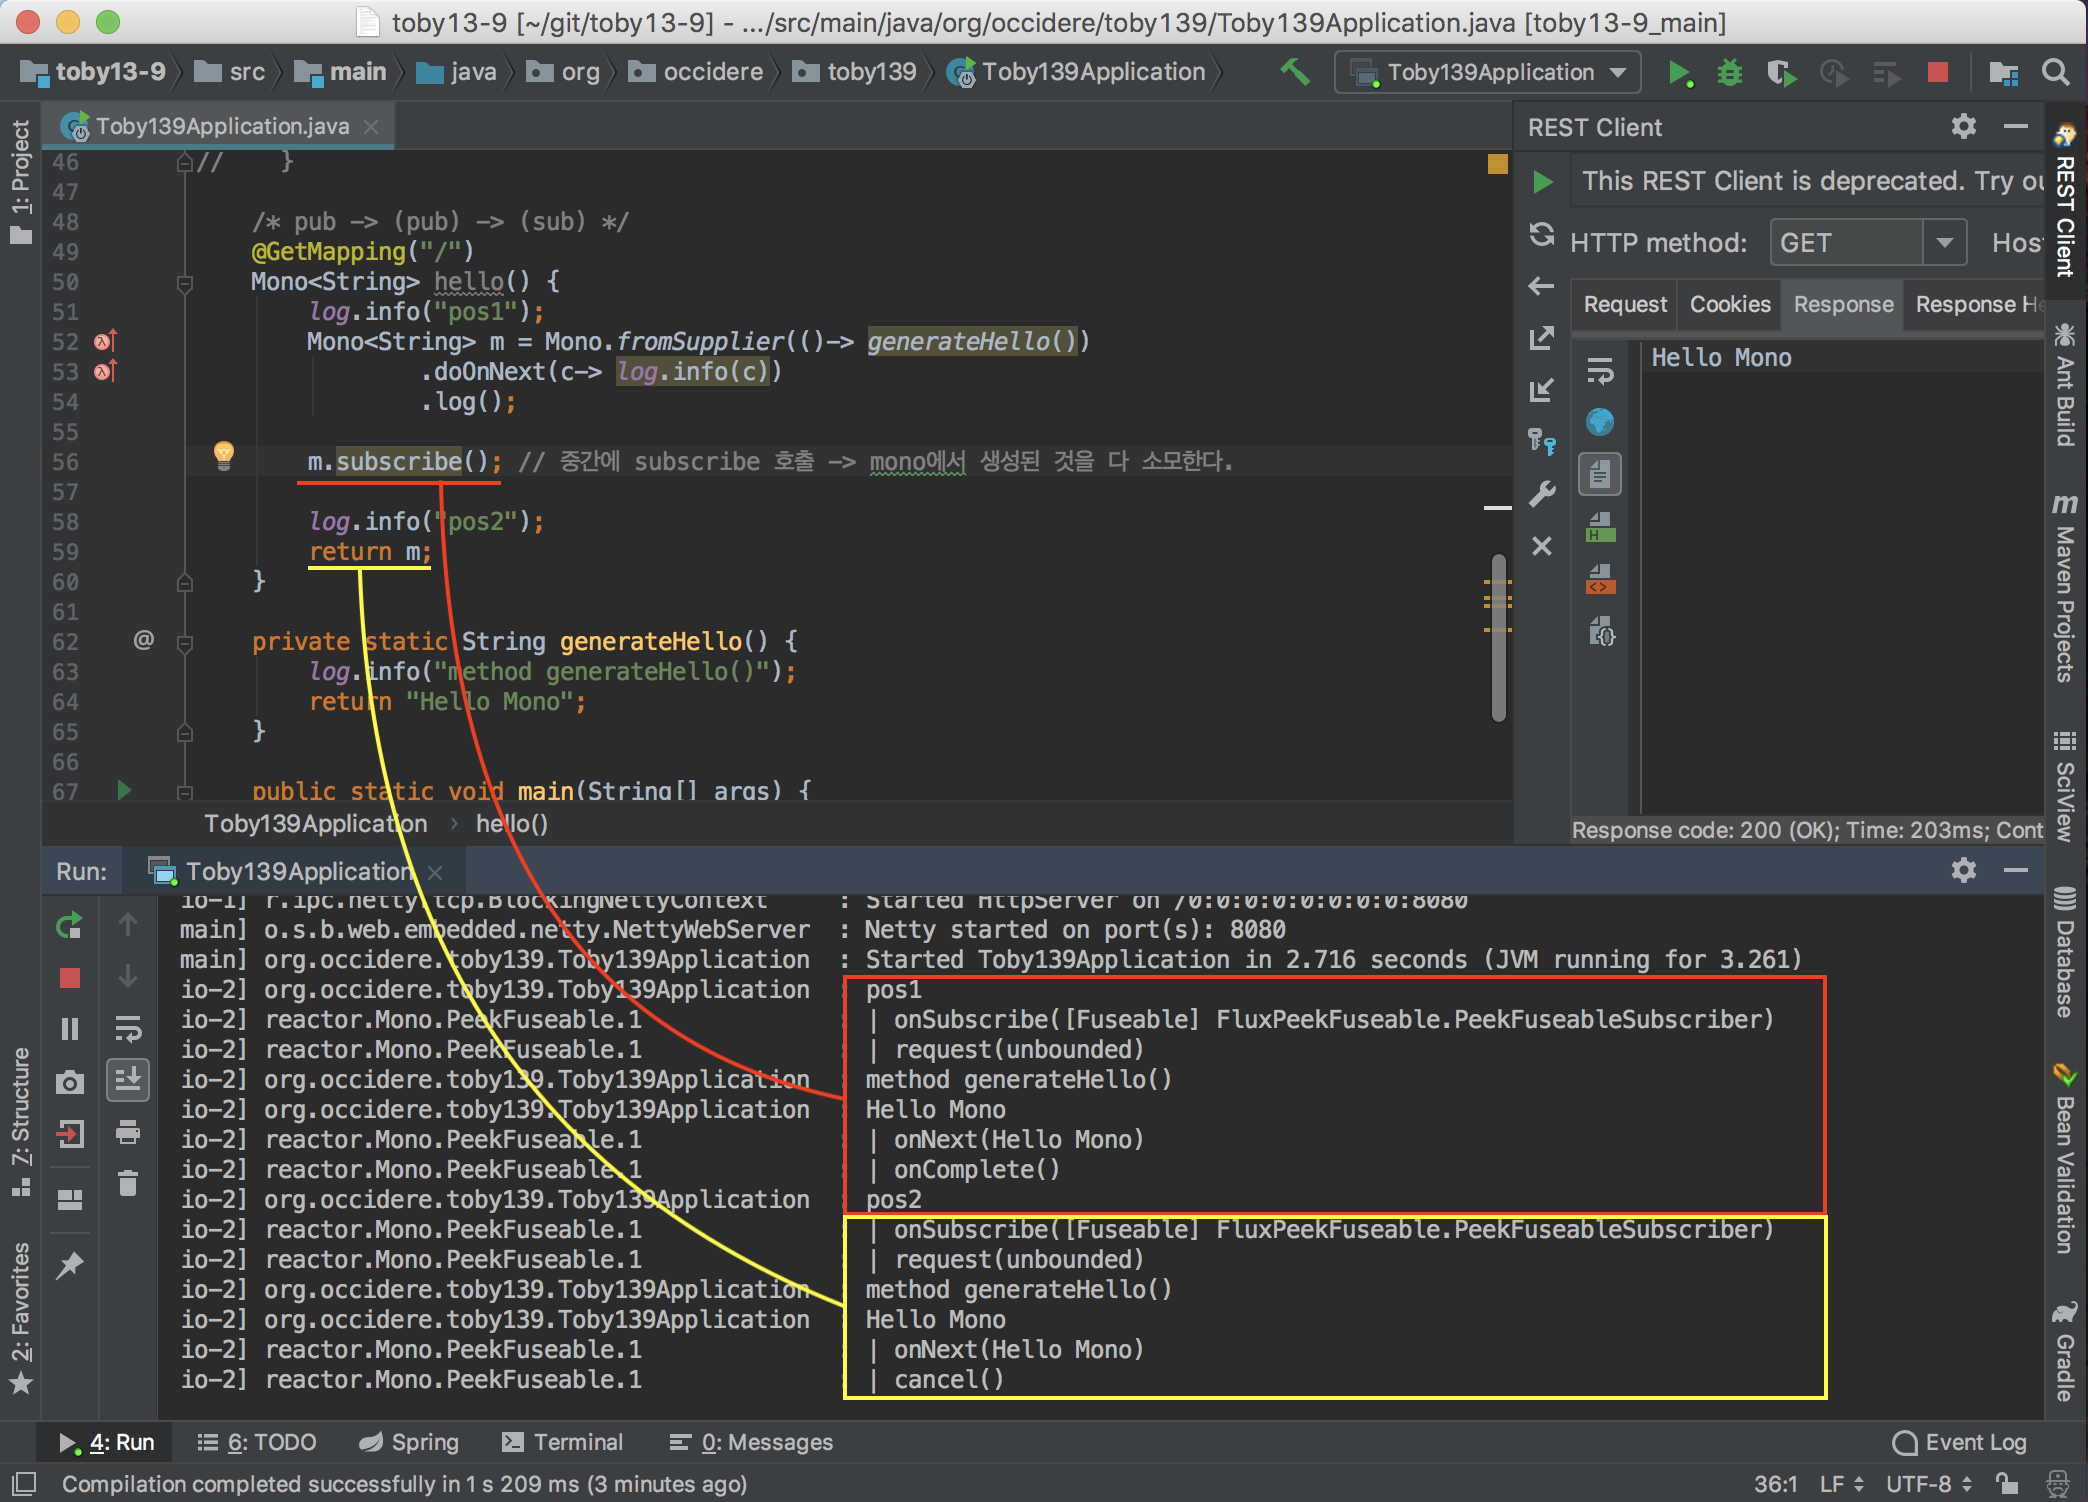 toby13-9 [~/git/toby13-9] - .../src/main/java/org/occidere/toby139/Toby139Application.java [toby13-9_main]
toby13-9 src main java org occidere toby139 Toby139Application Toby139Application
1: Project
Toby139Application.java
46 // }
47
48 /* pub -> (pub) -> (sub) */
49 @GetMapping("/")
50 Mono<String> hello() {
51 log.info("pos1");
52 Mono<String> m = Mono.fromSupplier(()-> generateHello())
53 .doOnNext(c-> log.info(c))
54 .log();
55
56 m.subscribe(); // 중간에 subscribe 호출 -> mono에서 생성된 것을 다 소모한다.
57
58 log.info("pos2");
59 return m;
60 }
61
62 @ private static String generateHello() {
63 log.info("method generateHello()");
64 return "Hello Mono";
65 }
66
67 public static void main(String[] args) {
Toby139Application › hello()
REST Client
This REST Client is deprecated. Try ou
HTTP method: GET Hos
Request Cookies Response Response He
Hello Mono
Response code: 200 (OK); Time: 203ms; Cont
REST Client
Ant Build
Maven Projects
SciView
Database
Bean Validation
Gradle
Run: Toby139Application
io-1] r.ipc.netty.tcp.BlockingNettyContext : Started HttpServer on /0:0:0:0:0:0:0:0:8080
main] o.s.b.web.embedded.netty.NettyWebServer : Netty started on port(s): 8080
main] org.occidere.toby139.Toby139Application : Started Toby139Application in 2.716 seconds (JVM running for 3.261)
io-2] org.occidere.toby139.Toby139Application : pos1
io-2] reactor.Mono.PeekFuseable.1 : | onSubscribe([Fuseable] FluxPeekFuseable.PeekFuseableSubscriber)
io-2] reactor.Mono.PeekFuseable.1 : | request(unbounded)
io-2] org.occidere.toby139.Toby139Application : method generateHello()
io-2] org.occidere.toby139.Toby139Application : Hello Mono
io-2] reactor.Mono.PeekFuseable.1 : | onNext(Hello Mono)
io-2] reactor.Mono.PeekFuseable.1 : | onComplete()
io-2] org.occidere.toby139.Toby139Application : pos2
io-2] reactor.Mono.PeekFuseable.1 : | onSubscribe([Fuseable] FluxPeekFuseable.PeekFuseableSubscriber)
io-2] reactor.Mono.PeekFuseable.1 : | request(unbounded)
io-2] org.occidere.toby139.Toby139Application : method generateHello()
io-2] org.occidere.toby139.Toby139Application : Hello Mono
io-2] reactor.Mono.PeekFuseable.1 : | onNext(Hello Mono)
io-2] reactor.Mono.PeekFuseable.1 : | cancel()
7: Structure
2: Favorites
4: Run 6: TODO Spring Terminal 0: Messages Event Log
Compilation completed successfully in 1 s 209 ms (3 minutes ago) 36:1 LF UTF-8